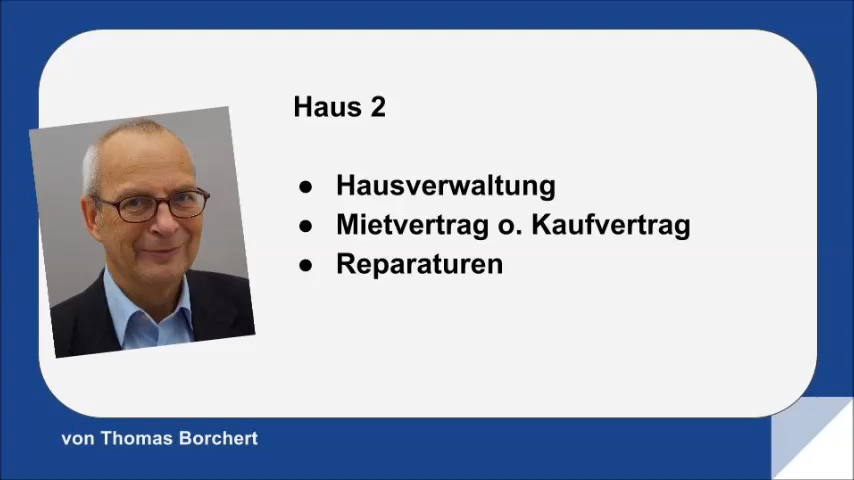 Haus 2
● Hausverwaltung
● Mietvertrag o. Kaufvertrag
● Reparaturen
von Thomas Borchert